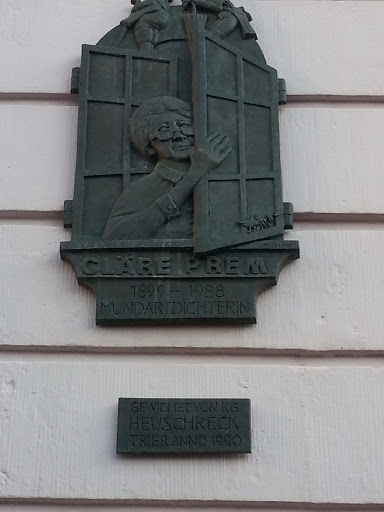 CLÄRE PREM
1899 – 1988
MUNDARTDICHTERIN
GEWIDMET VON KG
HEUSCHRECK
TRIER ANNO 1990